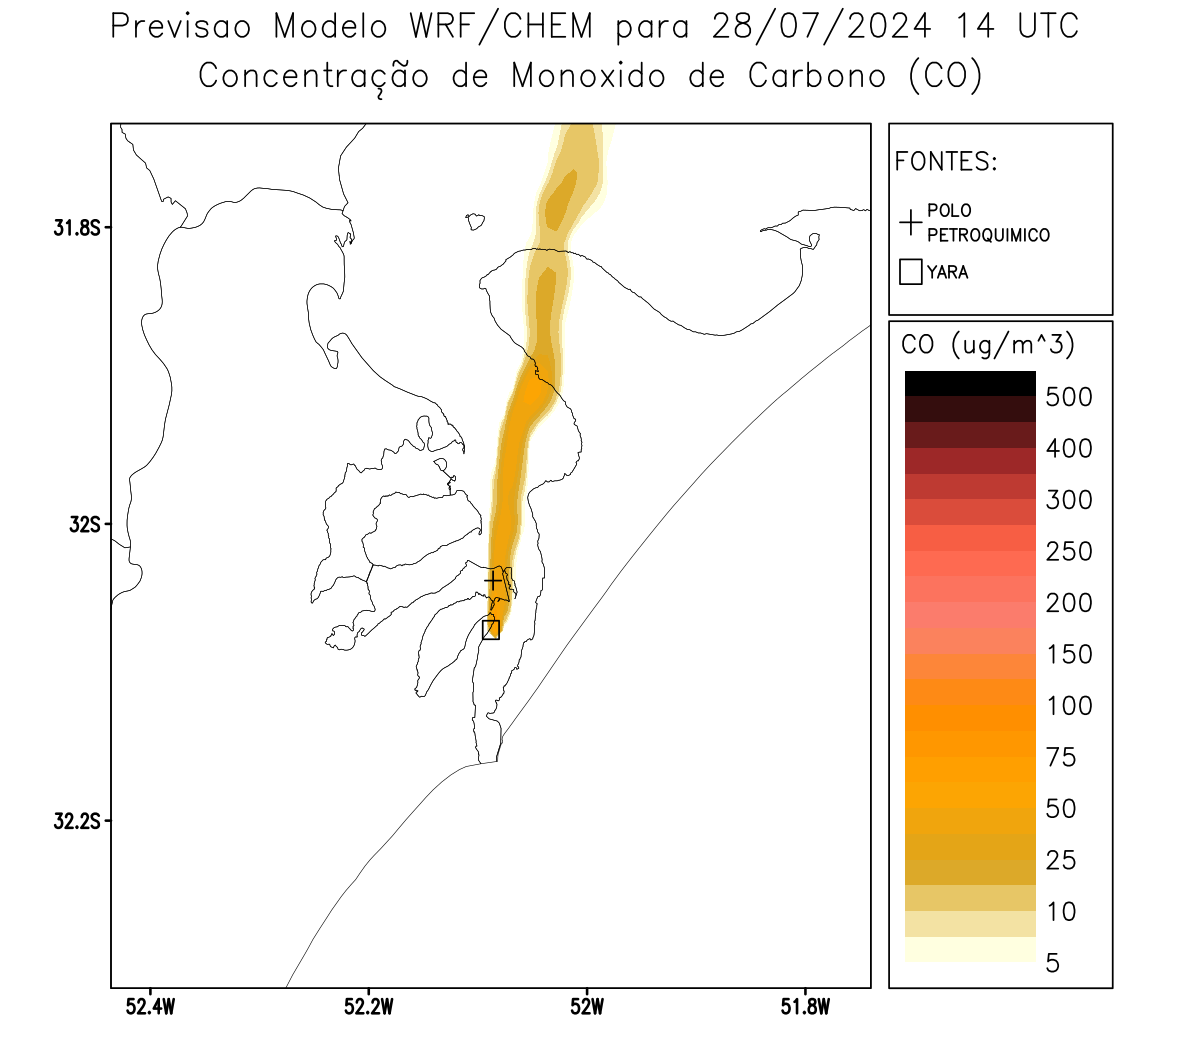 Previsao Modelo WRF/CHEM para 28/07/2024 14 UTC
Concentração de Monoxido de Carbono (CO)
FONTES:
POLO
PETROQUIMICO
YARA
CO (ug/m^3)
500
400
300
250
200
150
100
75
50
25
10
5
31.8S
32S
32.2S
52.4W
52.2W
52W
51.8W